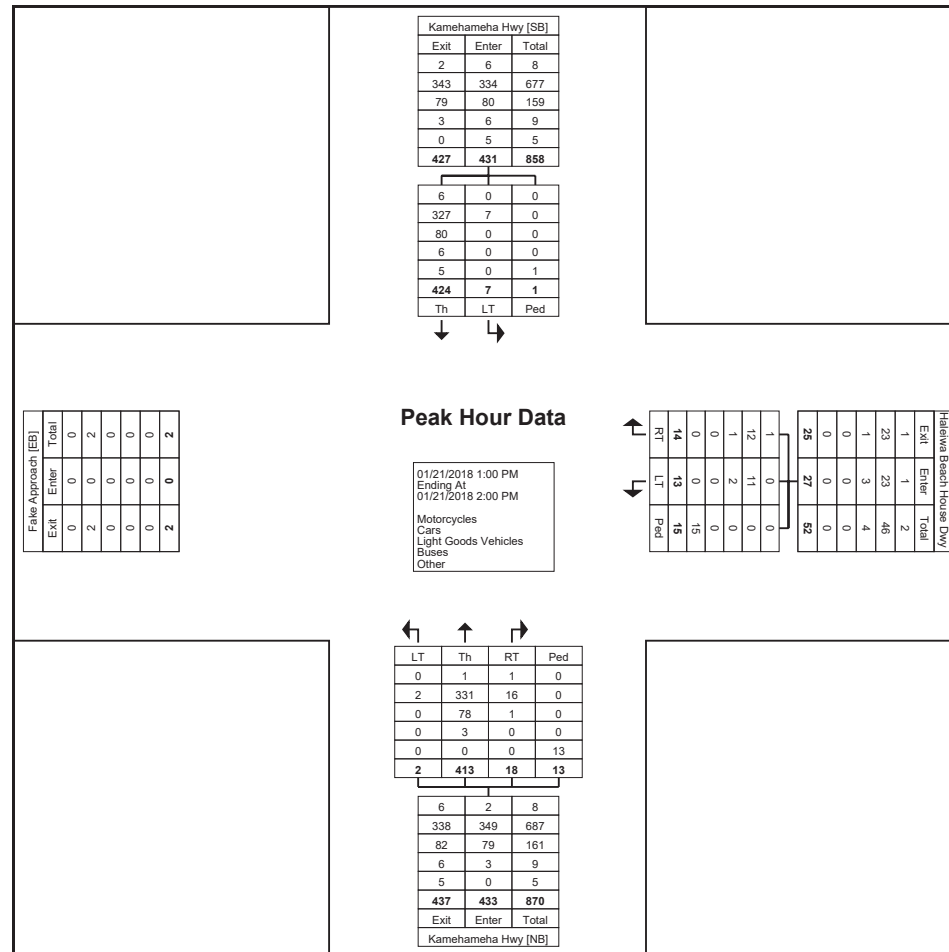 Kamehameha Hwy [SB]
Exit Enter Total
2 6 8
343 334 677
79 80 159
3 6 9
0 5 5
427 431 858
6 0 0
327 7 0
80 0 0
6 0 0
5 0 1
424 7 1
Th LT Ped
Fake Approach [EB]
Exit Enter Total
0 0 0
2 0 2
0 0 0
0 0 0
0 0 0
2 0 2
Peak Hour Data
01/21/2018 1:00 PM
Ending At
01/21/2018 2:00 PM
Motorcycles
Cars
Light Goods Vehicles
Buses
Other
Haleiwa Beach House Dwy
Exit Enter Total
1 1 2
23 23 46
1 3 4
0 0 0
0 0 0
25 27 52
1 0 0
12 11 0
1 2 0
0 0 0
0 0 15
14 13 15
RT LT Ped
LT Th RT Ped
0 1 1 0
2 331 16 0
0 78 1 0
0 3 0 0
0 0 0 13
2 413 18 13
6 2 8
338 349 687
82 79 161
6 3 9
5 0 5
437 433 870
Exit Enter Total
Kamehameha Hwy [NB]